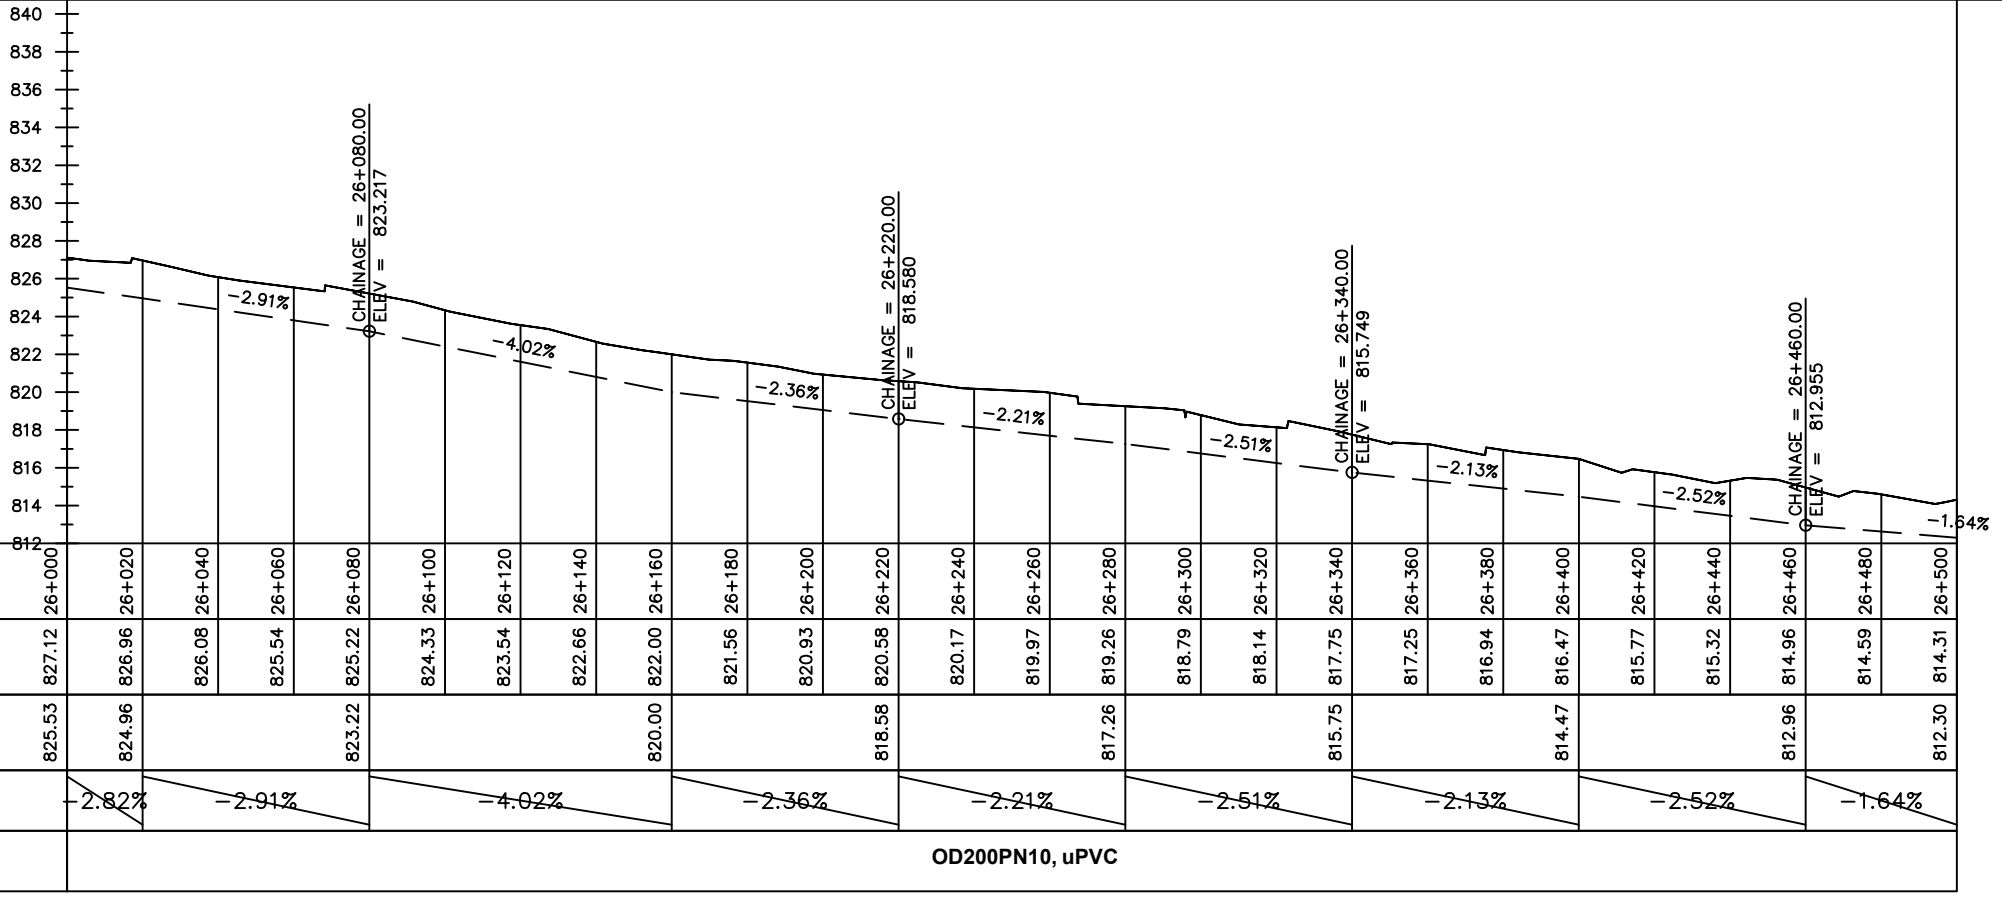 840
838
836
834
832
830
828
826
824
822
820
818
816
814
812
CHAINAGE = 26+080.00
ELEV = 823.217
CHAINAGE = 26+220.00
ELEV = 818.580
CHAINAGE = 26+340.00
ELEV = 815.749
CHAINAGE = 26+460.00
ELEV = 812.955
-2.91%
-4.02%
-2.36%
-2.21%
-2.51%
-2.13%
-2.52%
-1.64%
26+000 26+020 26+040 26+060 26+080 26+100 26+120 26+140 26+160 26+180 26+200 26+220 26+240 26+260 26+280 26+300 26+320 26+340 26+360 26+380 26+400 26+420 26+440 26+460 26+480 26+500
827.12 826.96 826.08 825.54 825.22 824.33 823.54 822.66 822.00 821.56 820.93 820.58 820.17 819.97 819.26 818.79 818.14 817.75 817.25 816.94 816.47 815.77 815.32 814.96 814.59 814.31
825.53 824.96 823.22 820.00 818.58 817.26 815.75 814.47 812.96 812.30
-2.82% -2.91% -4.02% -2.36% -2.21% -2.51% -2.13% -2.52% -1.64%
OD200PN10, uPVC